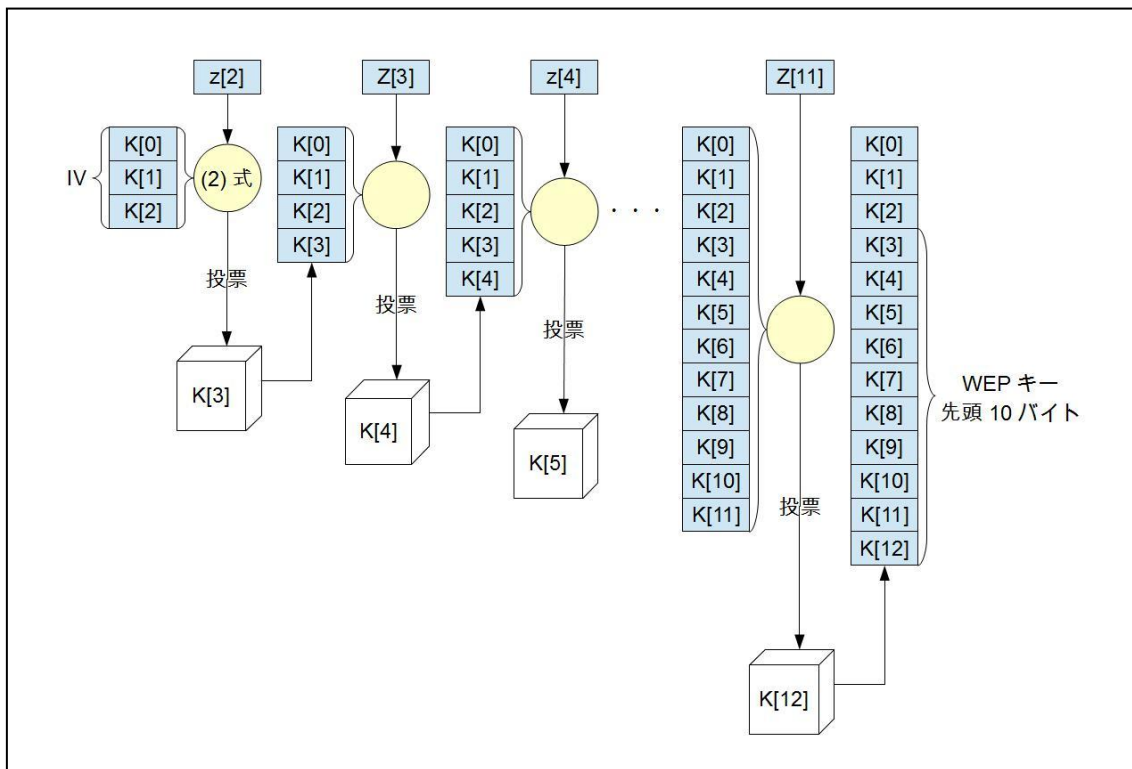 z[2]
Z[3]
z[4]
Z[11]
IV
K[0]
K[1]
K[2]
(2) 式
投票
K[3]
K[0]
K[1]
K[2]
K[3]
投票
K[4]
K[0]
K[1]
K[2]
K[3]
K[4]
投票
K[5]
・・・
K[0]
K[1]
K[2]
K[3]
K[4]
K[5]
K[6]
K[7]
K[8]
K[9]
K[10]
K[11]
投票
K[12]
K[0]
K[1]
K[2]
K[3]
K[4]
K[5]
K[6]
K[7]
K[8]
K[9]
K[10]
K[11]
K[12]
WEP キー
先頭 10 バイト